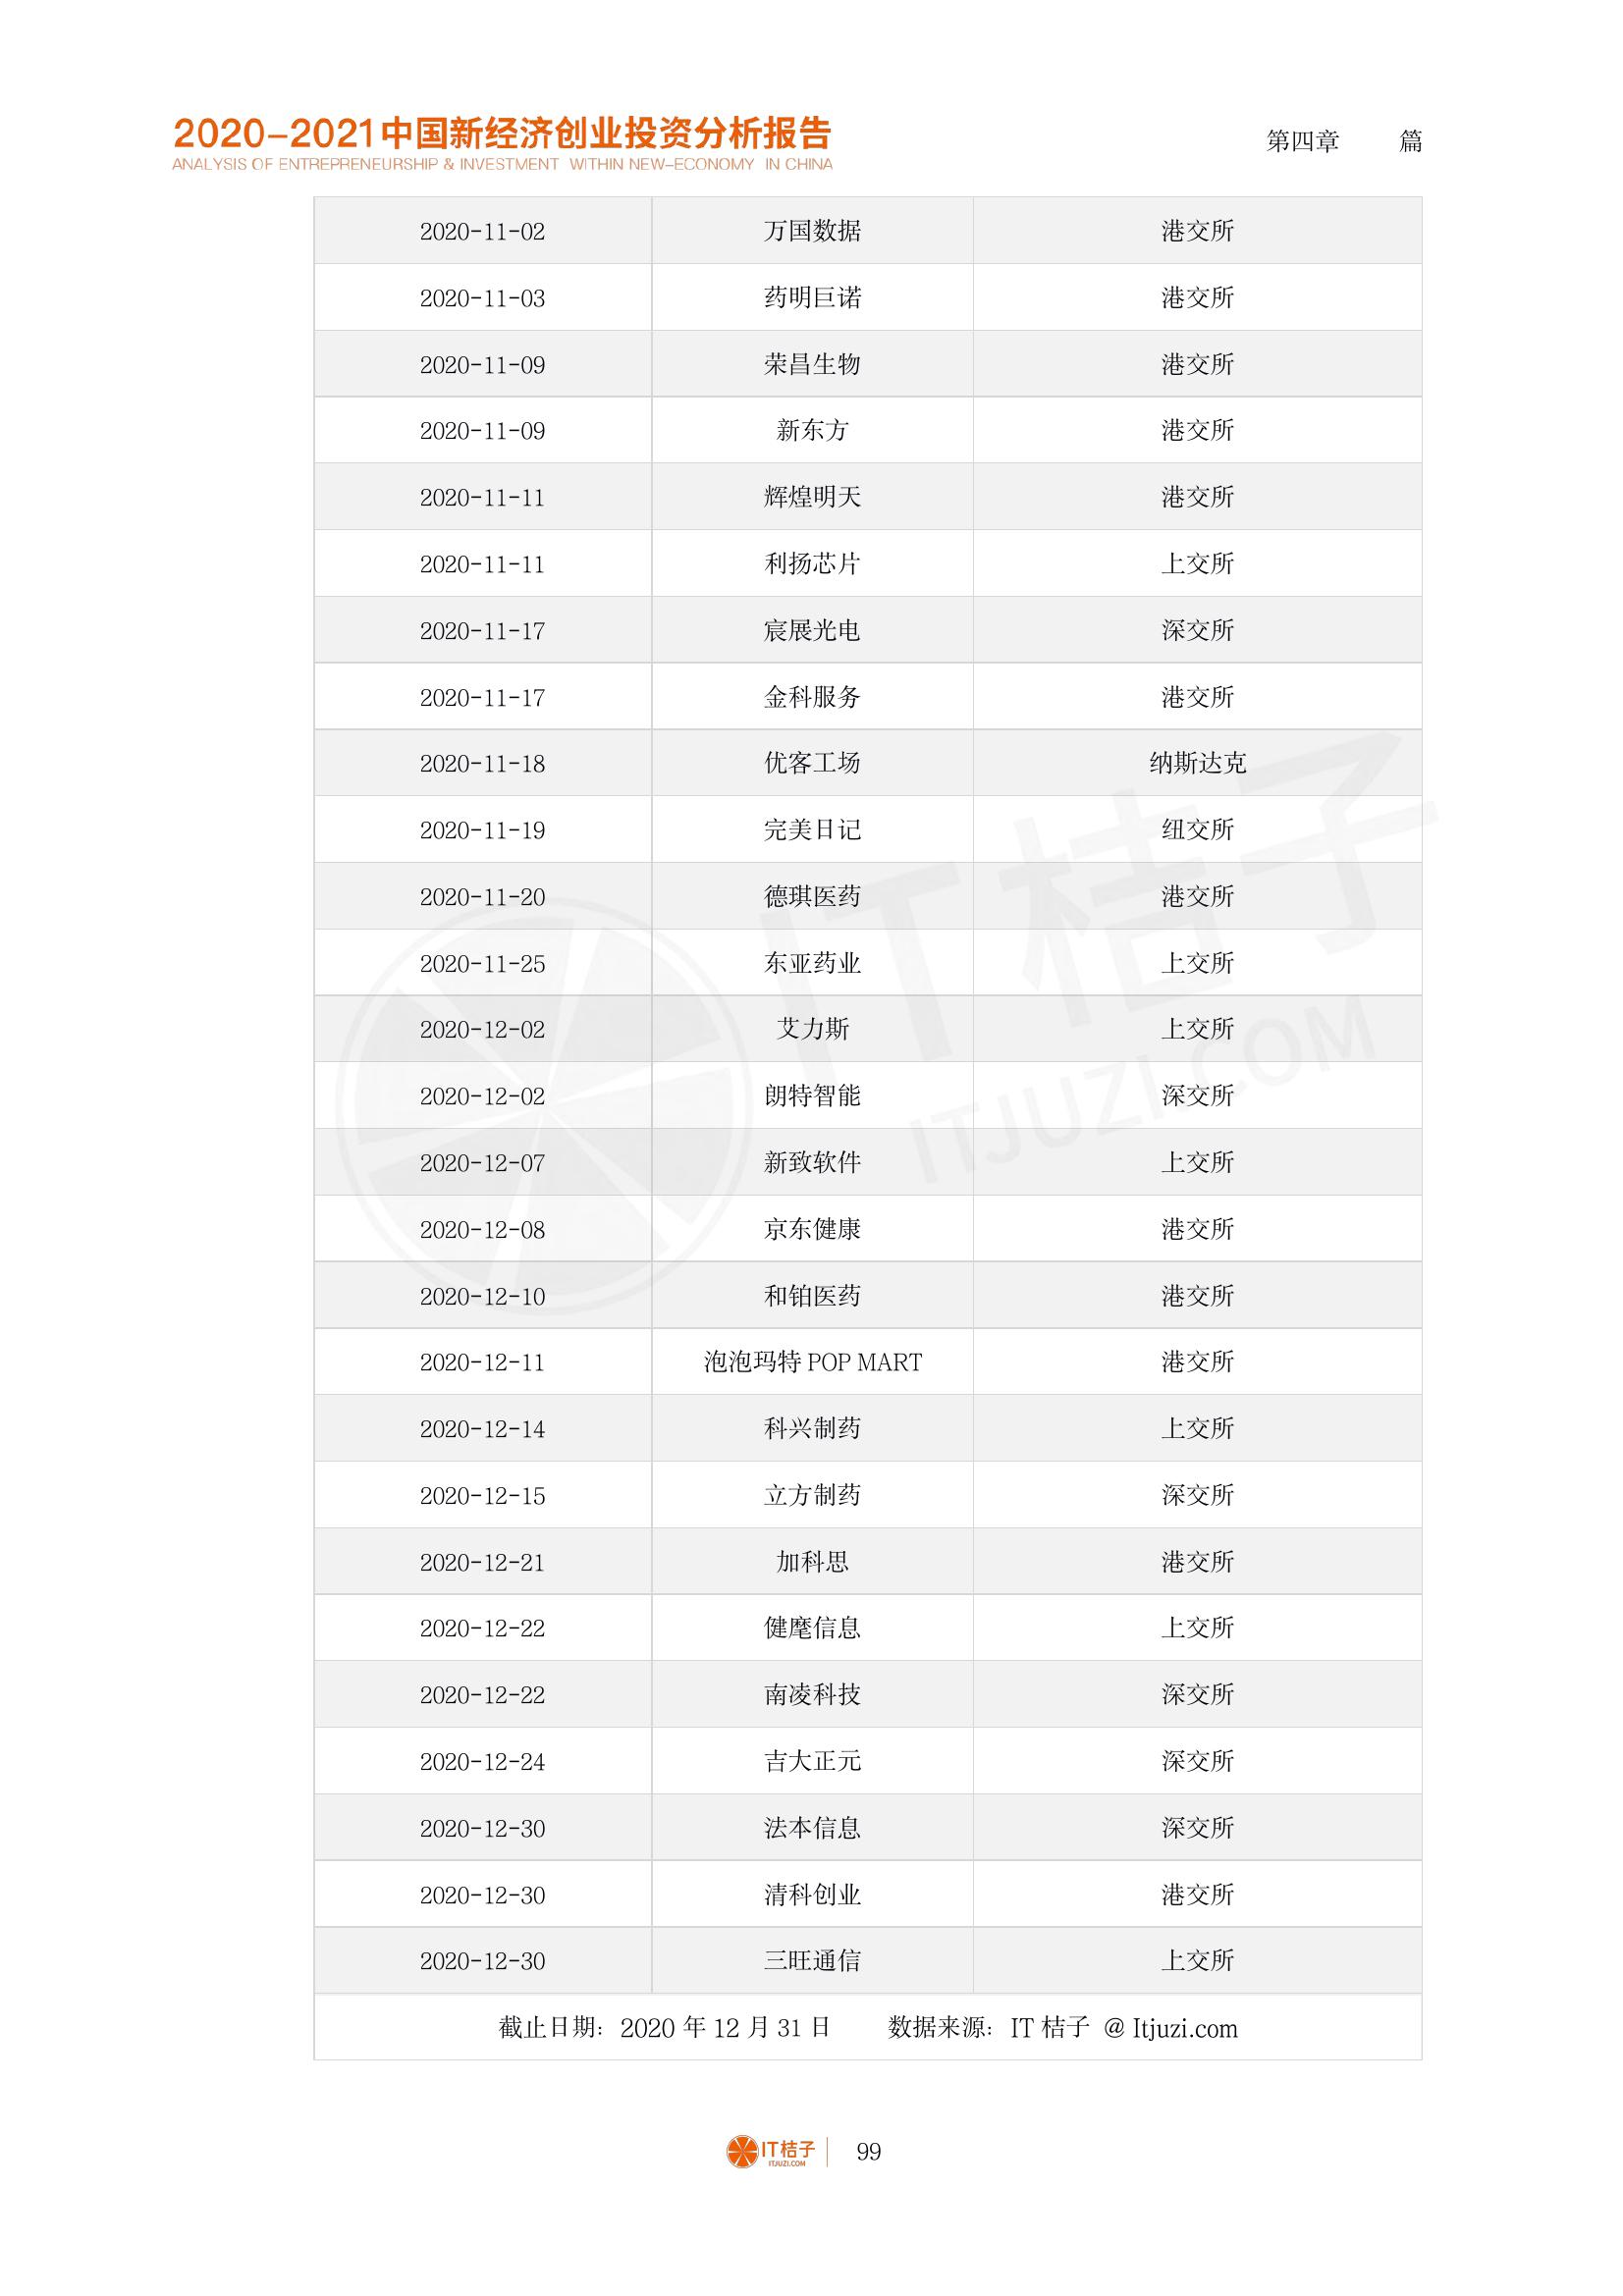 2020-2021中国新经济创业投资分析报告
ANALYSIS OF ENTREPRENEURSHIP & INVESTMENT WITHIN NEW-ECONOMY IN CHINA
第四章 篇
2020-11-02 万国数据 港交所
2020-11-03 药明巨诺 港交所
2020-11-09 荣昌生物 港交所
2020-11-09 新东方 港交所
2020-11-11 辉煌明天 港交所
2020-11-11 利扬芯片 上交所
2020-11-17 宸展光电 深交所
2020-11-17 金科服务 港交所
2020-11-18 优客工场 纳斯达克
2020-11-19 完美日记 纽交所
2020-11-20 德琪医药 港交所
2020-11-25 东亚药业 上交所
2020-12-02 艾力斯 上交所
2020-12-02 朗特智能 深交所
2020-12-07 新致软件 上交所
2020-12-08 京东健康 港交所
2020-12-10 和铂医药 港交所
2020-12-11 泡泡玛特 POP MART 港交所
2020-12-14 科兴制药 上交所
2020-12-15 立方制药 深交所
2020-12-21 加科思 港交所
2020-12-22 健麾信息 上交所
2020-12-22 南凌科技 深交所
2020-12-24 吉大正元 深交所
2020-12-30 法本信息 深交所
2020-12-30 清科创业 港交所
2020-12-30 三旺通信 上交所
截止日期：2020 年 12 月 31 日 数据来源：IT 桔子 @ Itjuzi.com
IT桔子
ITJUZI.COM
IT桔子
ITJUZI.COM
99